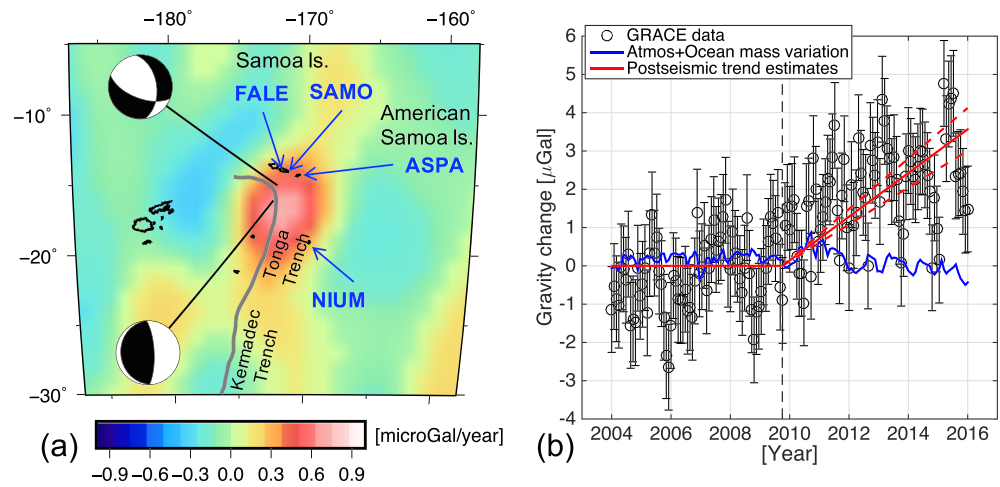 −180˚ −170˚ −160˚
−10˚
−20˚
−30˚
Samoa Is.
FALE SAMO
American
Samoa Is.
ASPA
NIUM
Tonga
Trench
Kermadec
Trench
(a)
[microGal/year]
−0.9 −0.6 −0.3 0.0 0.3 0.6 0.9
GRACE data
Atmos+Ocean mass variation
Postseismic trend estimates
Gravity change [μGal]
6
5
4
3
2
1
0
-1
-2
-3
-4
2004 2006 2008 2010 2012 2014 2016
[Year]
(b)